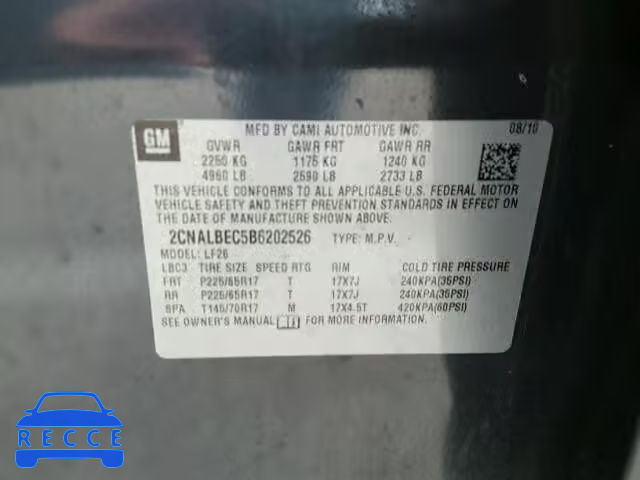 GM
MFD BY CAMI AUTOMOTIVE INC.
08/10
GVWR GAWR FRT GAWR RR
2250 KG 1175 KG 1240 KG
4960 LB 2590 LB 2733 LB
THIS VEHICLE CONFORMS TO ALL APPLICABLE U.S. FEDERAL MOTOR
VEHICLE SAFETY AND THEFT PREVENTION STANDARDS IN EFFECT ON
THE DATE OF MANUFACTURE SHOWN ABOVE.
2CNALBEC5B6202526 TYPE: M.P.V.
MODEL: LF26
LBC3 TIRE SIZE SPEED RTG RIM COLD TIRE PRESSURE
FRT P225/65R17 T 17X7J 240KPA(35PSI)
RR P225/65R17 T 17X7J 240KPA(35PSI)
SPA T145/70R17 M 17X4.5T 420KPA(60PSI)
SEE OWNER'S MANUAL FOR MORE INFORMATION.
RECCE